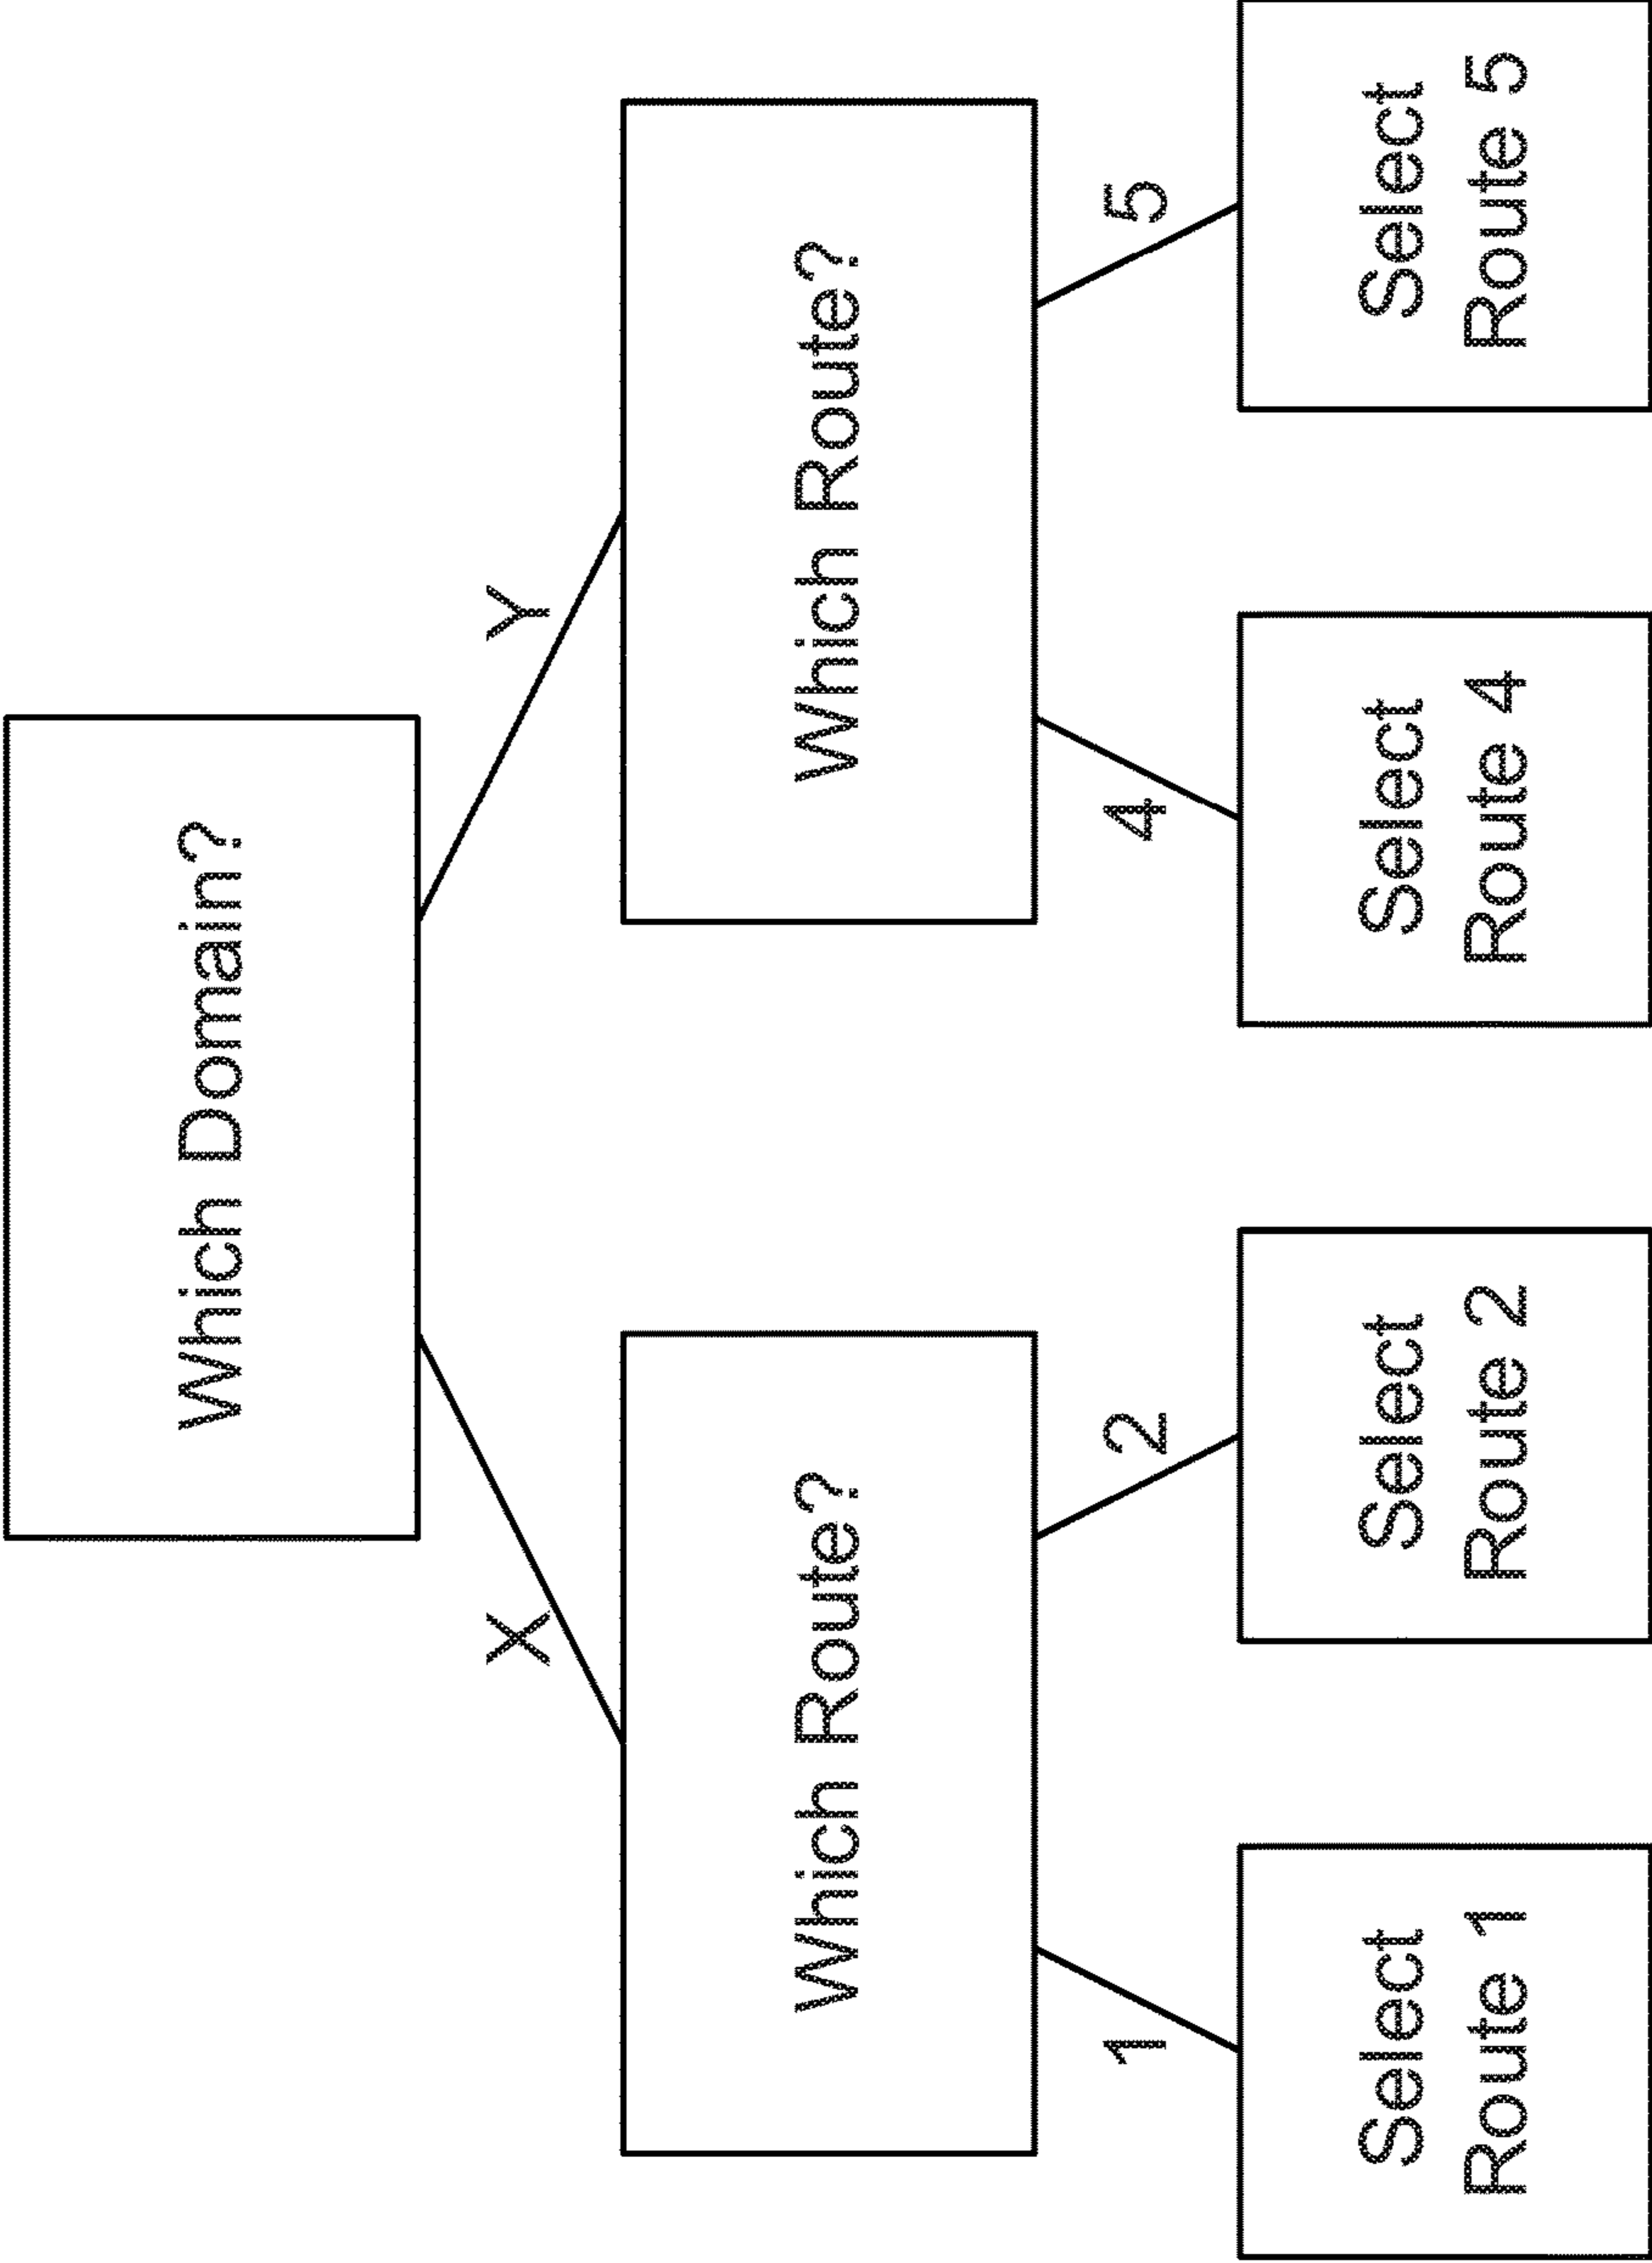 Which Domain?
X
Y
Which Route?
Which Route?
1
2
4
5
Select
Route 1
Select
Route 2
Select
Route 4
Select
Route 5